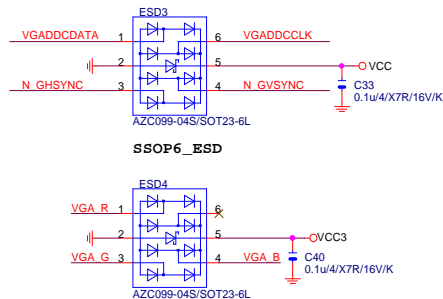 ESD3
VGADDCDATA 1 6 VGADDCCLK
2 5 VCC
N_GHSYNC 3 4 N_GVSYNC
C33
0.1u/4/X7R/16V/K
AZC099-04S/SOT23-6L
SSOP6_ESD
ESD4
VGA_R 1 6
2 5 VCC3
VGA_G 3 4 VGA_B
C40
0.1u/4/X7R/16V/K
AZC099-04S/SOT23-6L